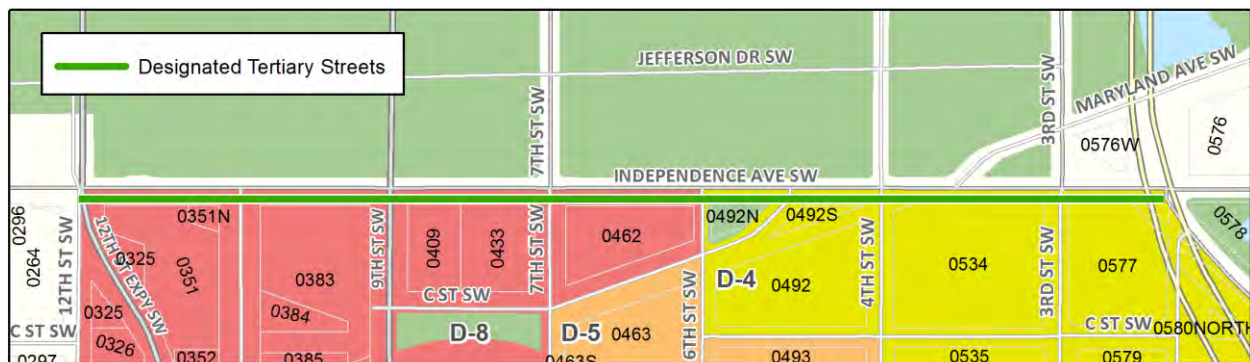 Designated Tertiary Streets
JEFFERSON DR SW
7TH ST SW
3RD ST SW
MARYLAND AVE SW
0576W
0576
INDEPENDENCE AVE SW
0296
0264
12TH ST SW
12TH ST EXPY SW
0351N
0325
0351
0383
9TH ST SW
0409
0433
7TH ST SW
0462
0492N
0492S
4TH ST SW
0534
3RD ST SW
0577
0578
D-4
0492
0325
0384
C ST SW
6TH ST SW
C ST SW
0326
D-8
D-5
0463
C ST SW
0580NORTH
0297
0352
0385
0463S
0493
0535
0579